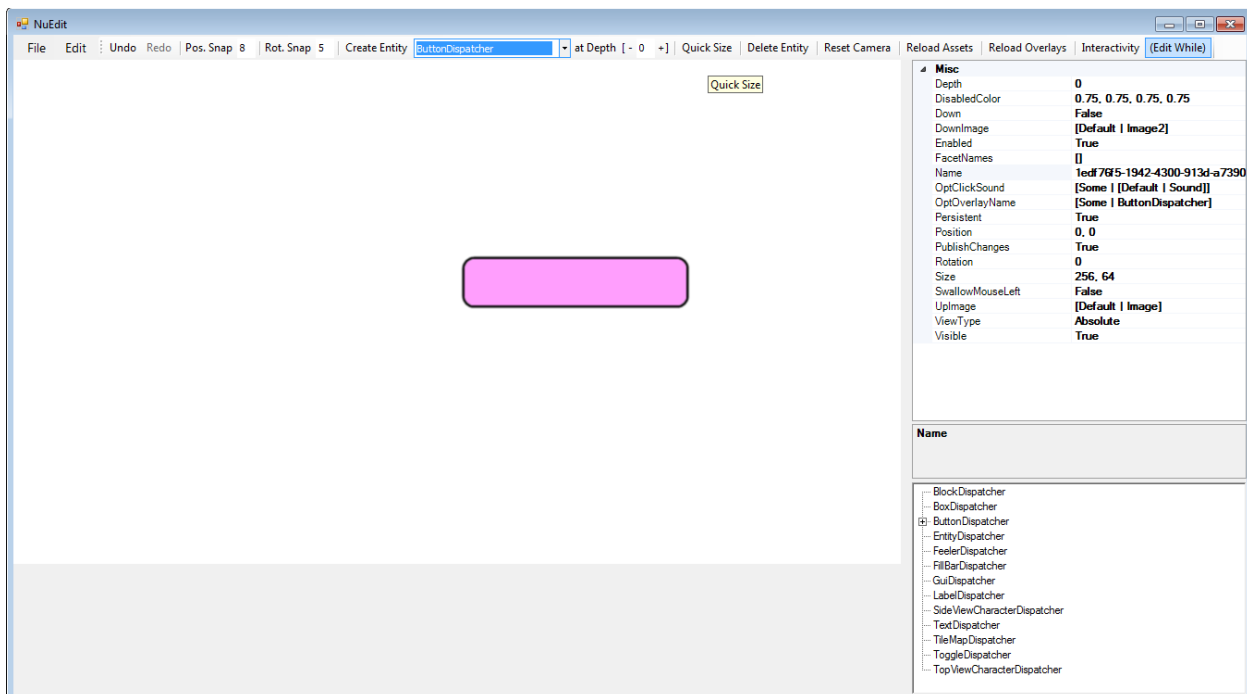 NuEdit
File Edit Undo Redo Pos. Snap 8 Rot. Snap 5 Create Entity ButtonDispatcher at Depth [ - 0 +] Quick Size Delete Entity Reset Camera Reload Assets Reload Overlays Interactivity (Edit While)
Quick Size
Misc
Depth 0
DisabledColor 0.75, 0.75, 0.75, 0.75
Down False
DownImage [Default | Image2]
Enabled True
FacetNames []
Name 1edf76f5-1942-4300-913d-a7390
OptClickSound [Some | [Default | Sound]]
OptOverlayName [Some | ButtonDispatcher]
Persistent True
Position 0, 0
PublishChanges True
Rotation 0
Size 256, 64
SwallowMouseLeft False
UpImage [Default | Image]
ViewType Absolute
Visible True
Name
BlockDispatcher
BoxDispatcher
ButtonDispatcher
EntityDispatcher
FeelerDispatcher
FillBarDispatcher
GuiDispatcher
LabelDispatcher
SideViewCharacterDispatcher
TextDispatcher
TileMapDispatcher
ToggleDispatcher
TopViewCharacterDispatcher